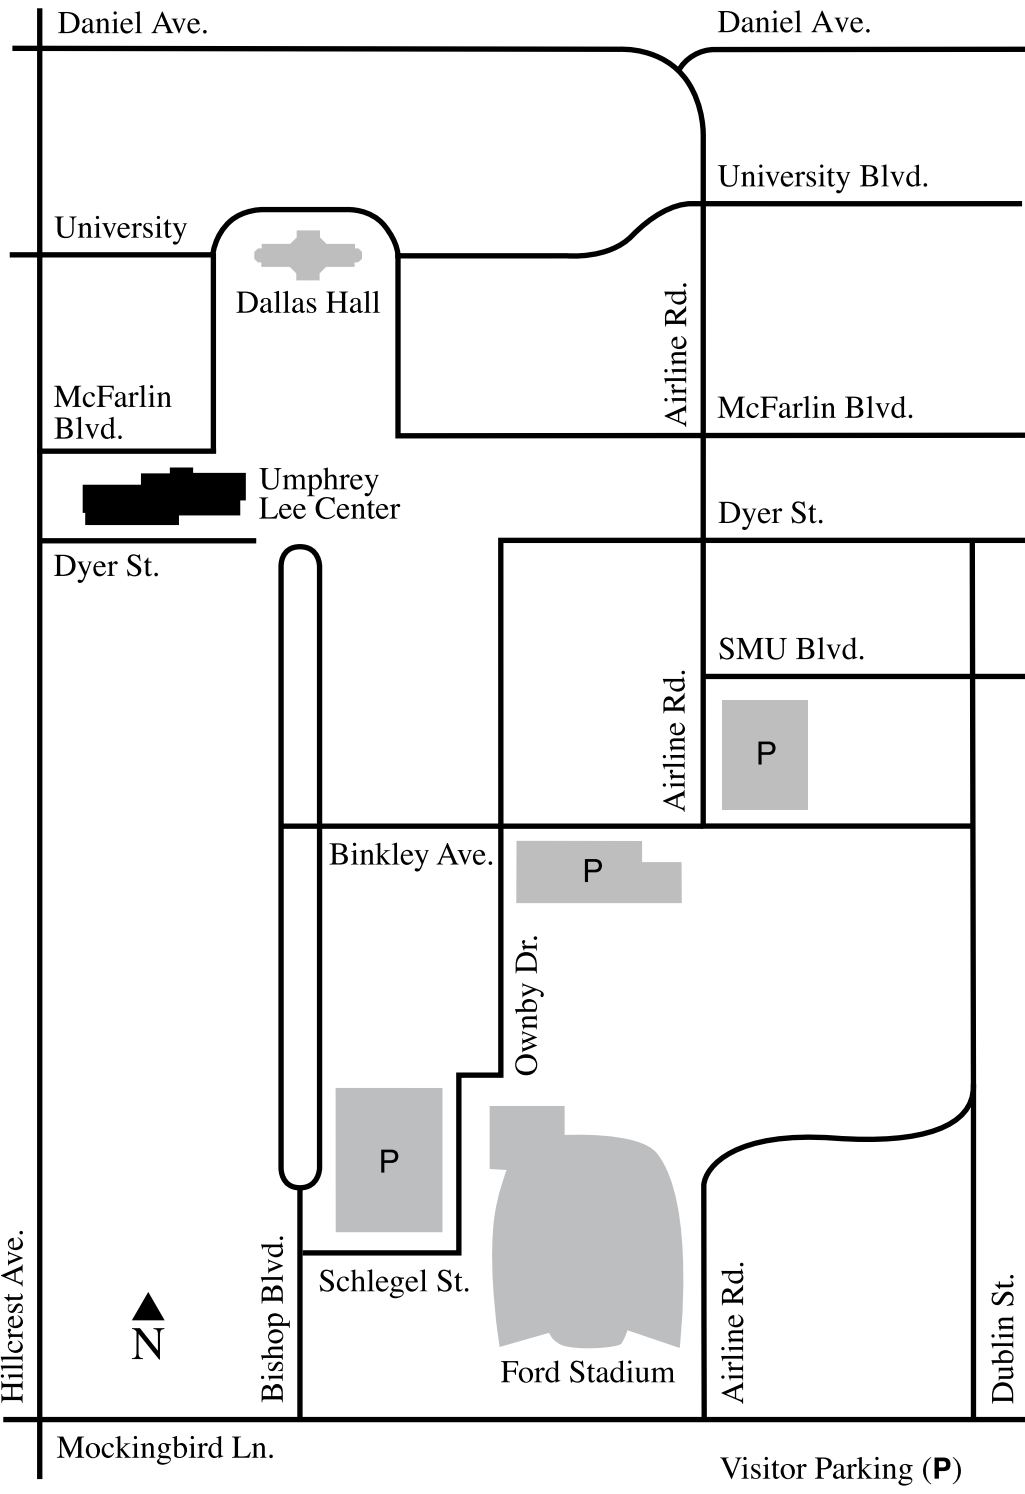 Daniel Ave.
Daniel Ave.
University Blvd.
University
Dallas Hall
Airline Rd.
McFarlin
Blvd.
McFarlin Blvd.
Umphrey
Lee Center
Dyer St.
Dyer St.
SMU Blvd.
Airline Rd.
P
Binkley Ave.
P
Ownby Dr.
P
Hillcrest Ave.
Bishop Blvd.
Schlegel St.
Airline Rd.
Dublin St.
N
Ford Stadium
Mockingbird Ln.
Visitor Parking (P)